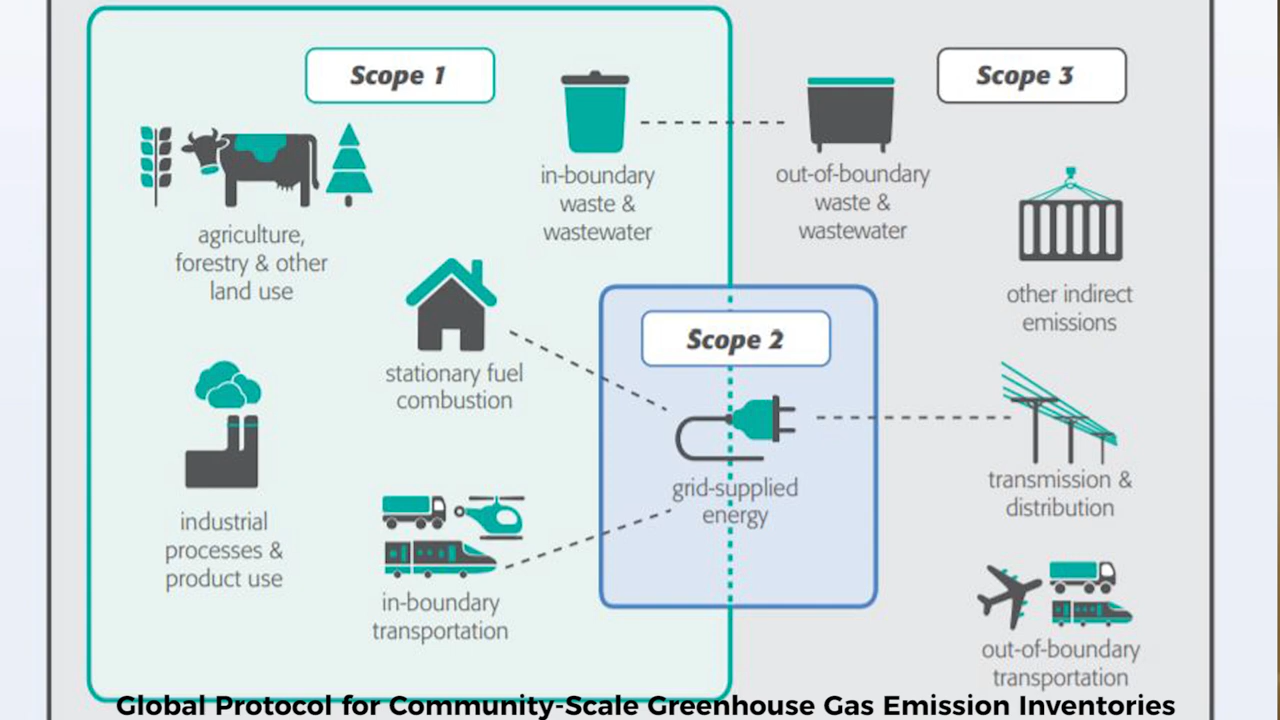 Scope 1
Scope 3
in-boundary
waste &
wastewater
out-of-boundary
waste &
wastewater
agriculture,
forestry & other
land use
other indirect
emissions
Scope 2
stationary fuel
combustion
grid-supplied
energy
transmission &
distribution
industrial
processes &
product use
in-boundary
transportation
out-of-boundary
transportation
Global Protocol for Community-Scale Greenhouse Gas Emission Inventories